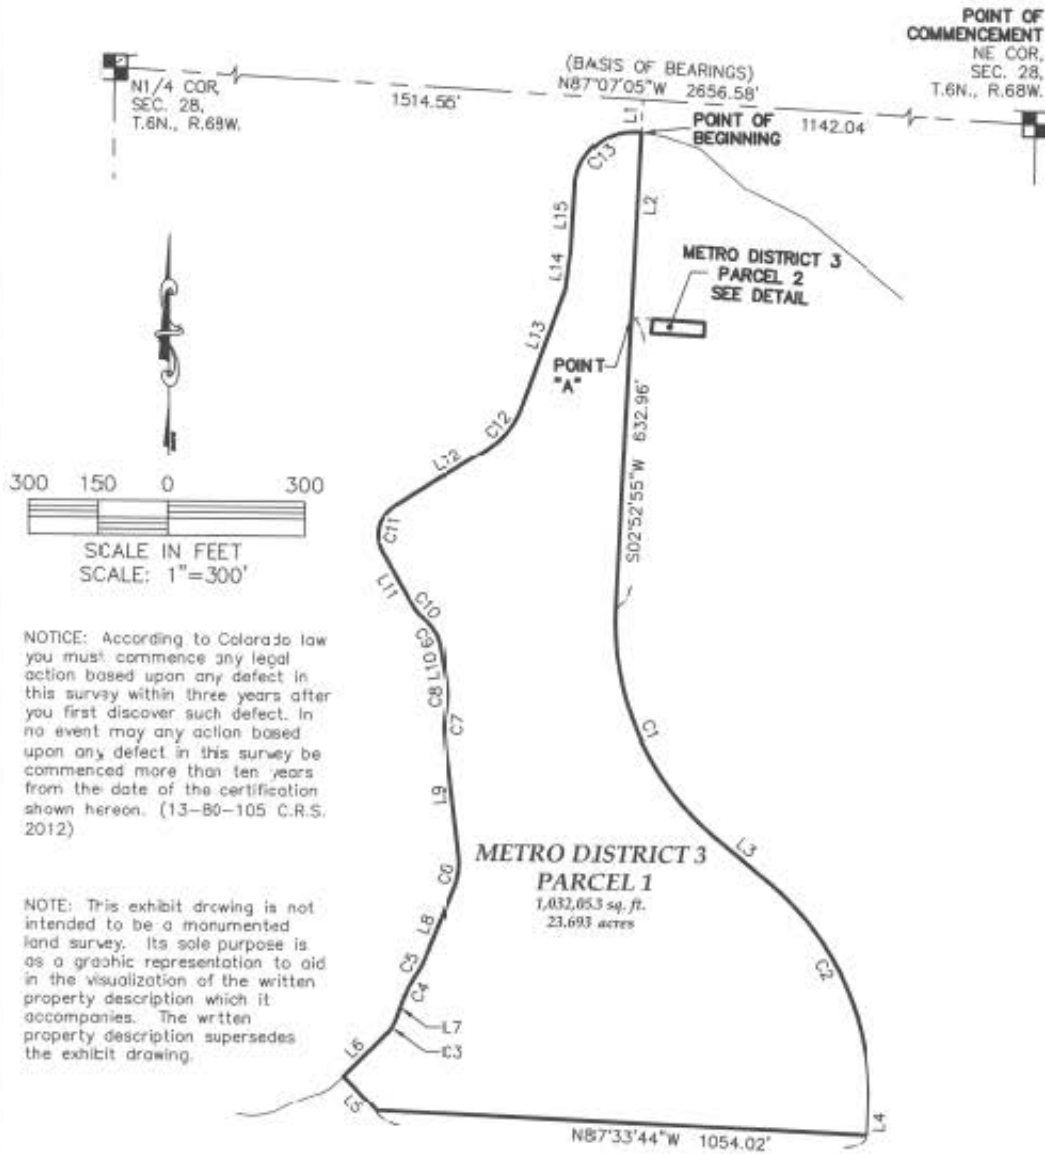 POINT OF
COMMENCEMENT
NE COR,
SEC. 28,
T.6N., R.68W.
(BASIS OF BEARINGS)
N87°07'05"W 2656.58'
N1/4 COR,
SEC. 28,
T.6N., R.68W.
1514.55'
1142.04
L1
POINT OF
BEGINNING
C13
L2
L15
L14
METRO DISTRICT 3
PARCEL 2
SEE DETAIL
L13
POINT
"A"
S02°52'55"W 632.96'
C12
L12
300 150 0 300
C11
SCALE IN FEET
SCALE: 1"=300'
L11
C10
C9
L10
C8
C7
C1
NOTICE: According to Colorado law
you must commence any legal
action based upon any defect in
this survey within three years after
you first discover such defect. In
no event may any action based
upon any defect in this survey be
commenced more than ten years
from the date of the certification
shown hereon. (13-80-105 C.R.S.
2012)
L9
L3
C6
METRO DISTRICT 3
PARCEL 1
1,032,053 sq. ft.
23.693 acres
NOTE: This exhibit drawing is not
intended to be a monumented
land survey. Its sole purpose is
as a graphic representation to aid
in the visualization of the written
property description which it
accompanies. The written
property description supersedes
the exhibit drawing.
L8
C5
C4
C2
L7
C3
L6
L5
L4
N87°33'44"W 1054.02'